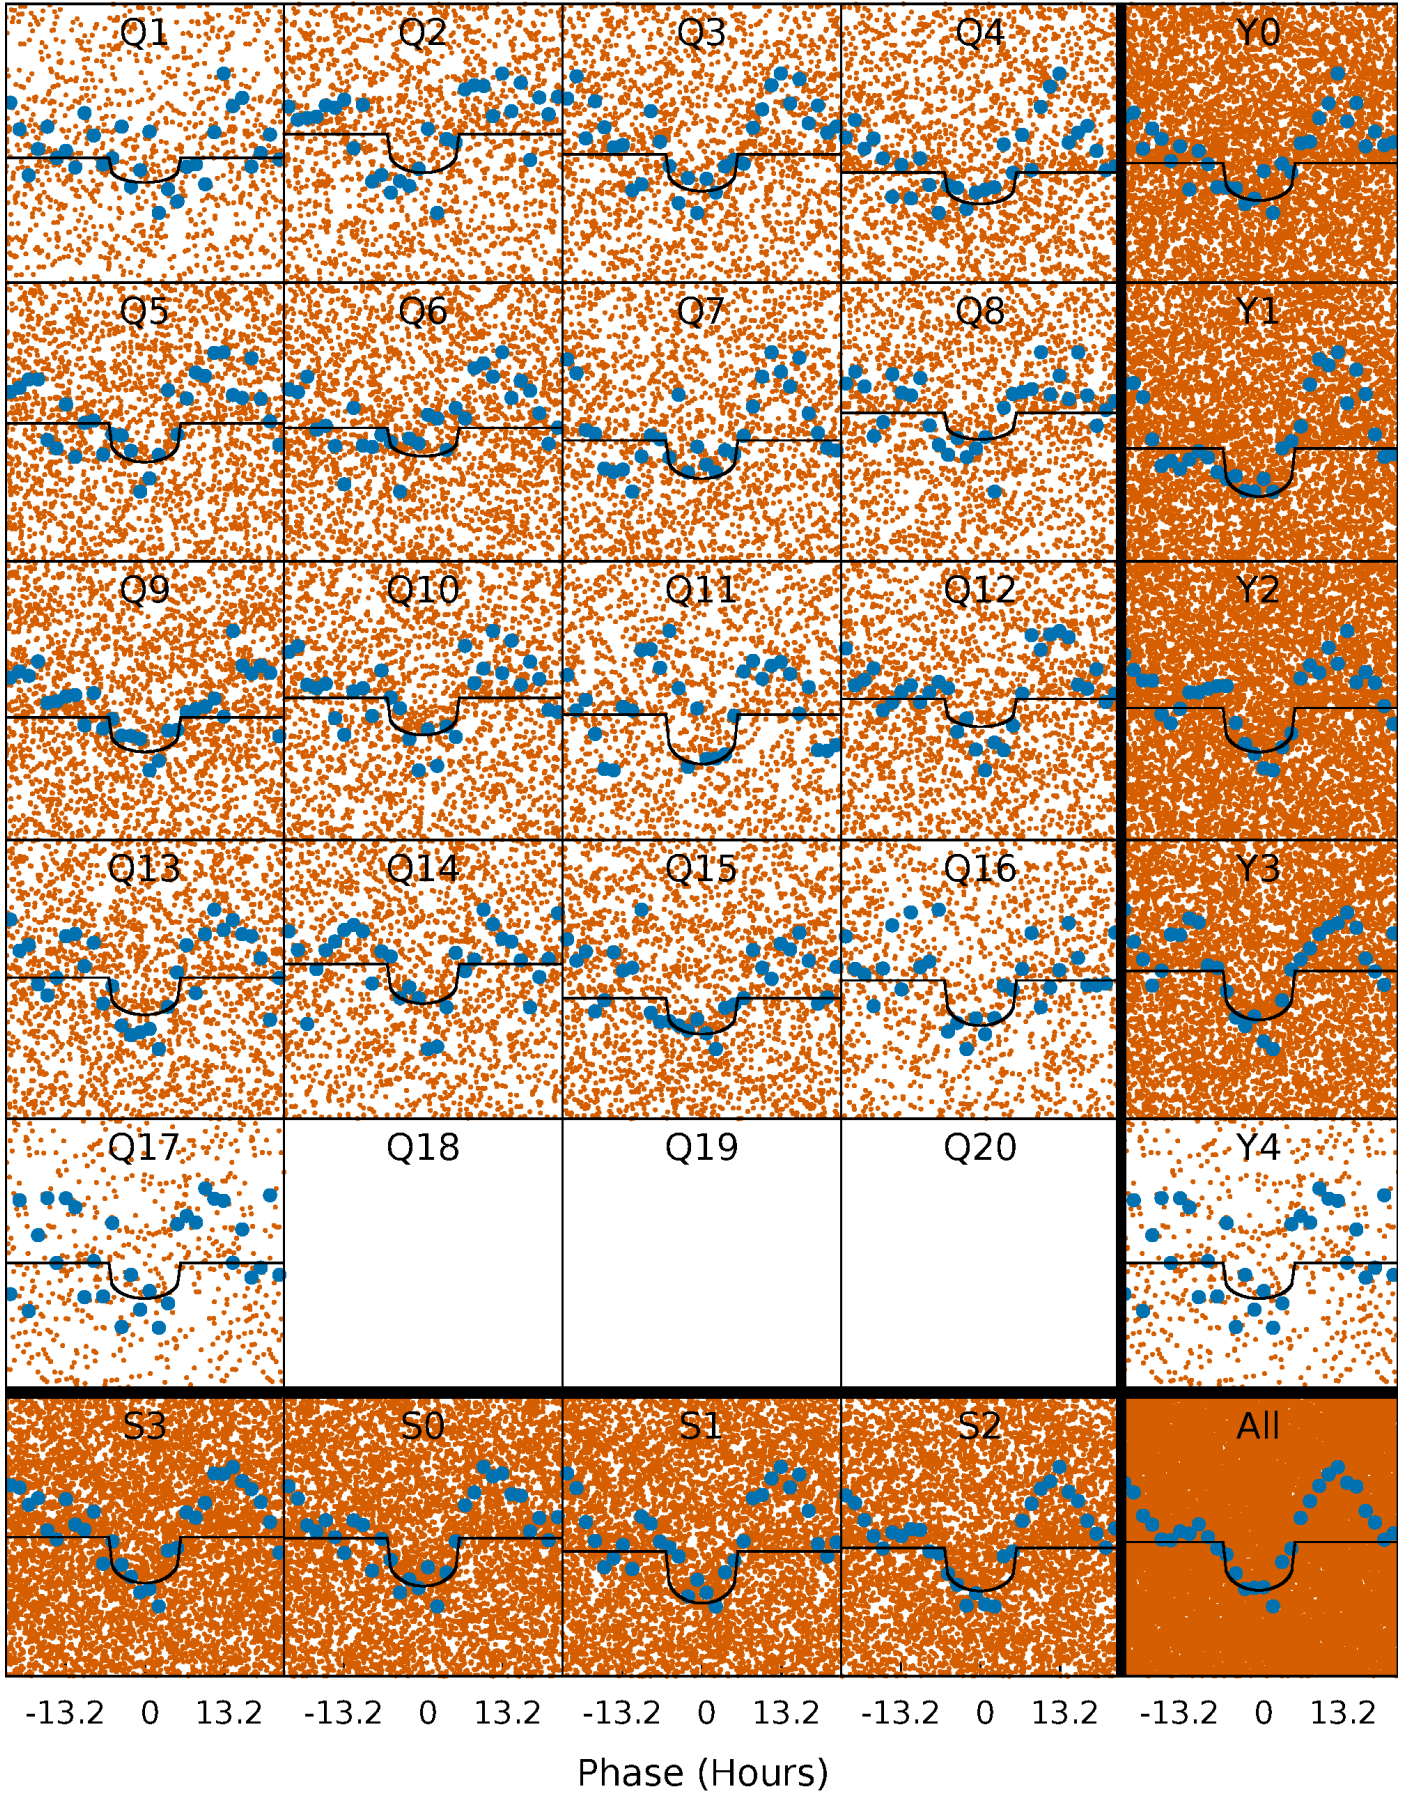 Q1 Q2 Q3 Q4 Y0
Q5 Q6 Q7 Q8 Y1
Q9 Q10 Q11 Q12 Y2
Q13 Q14 Q15 Q16 Y3
Q17 Q18 Q19 Q20 Y4
S3 S0 S1 S2 All
-13.2 0 13.2 -13.2 0 13.2 -13.2 0 13.2 -13.2 0 13.2 -13.2 0 13.2
Phase (Hours)